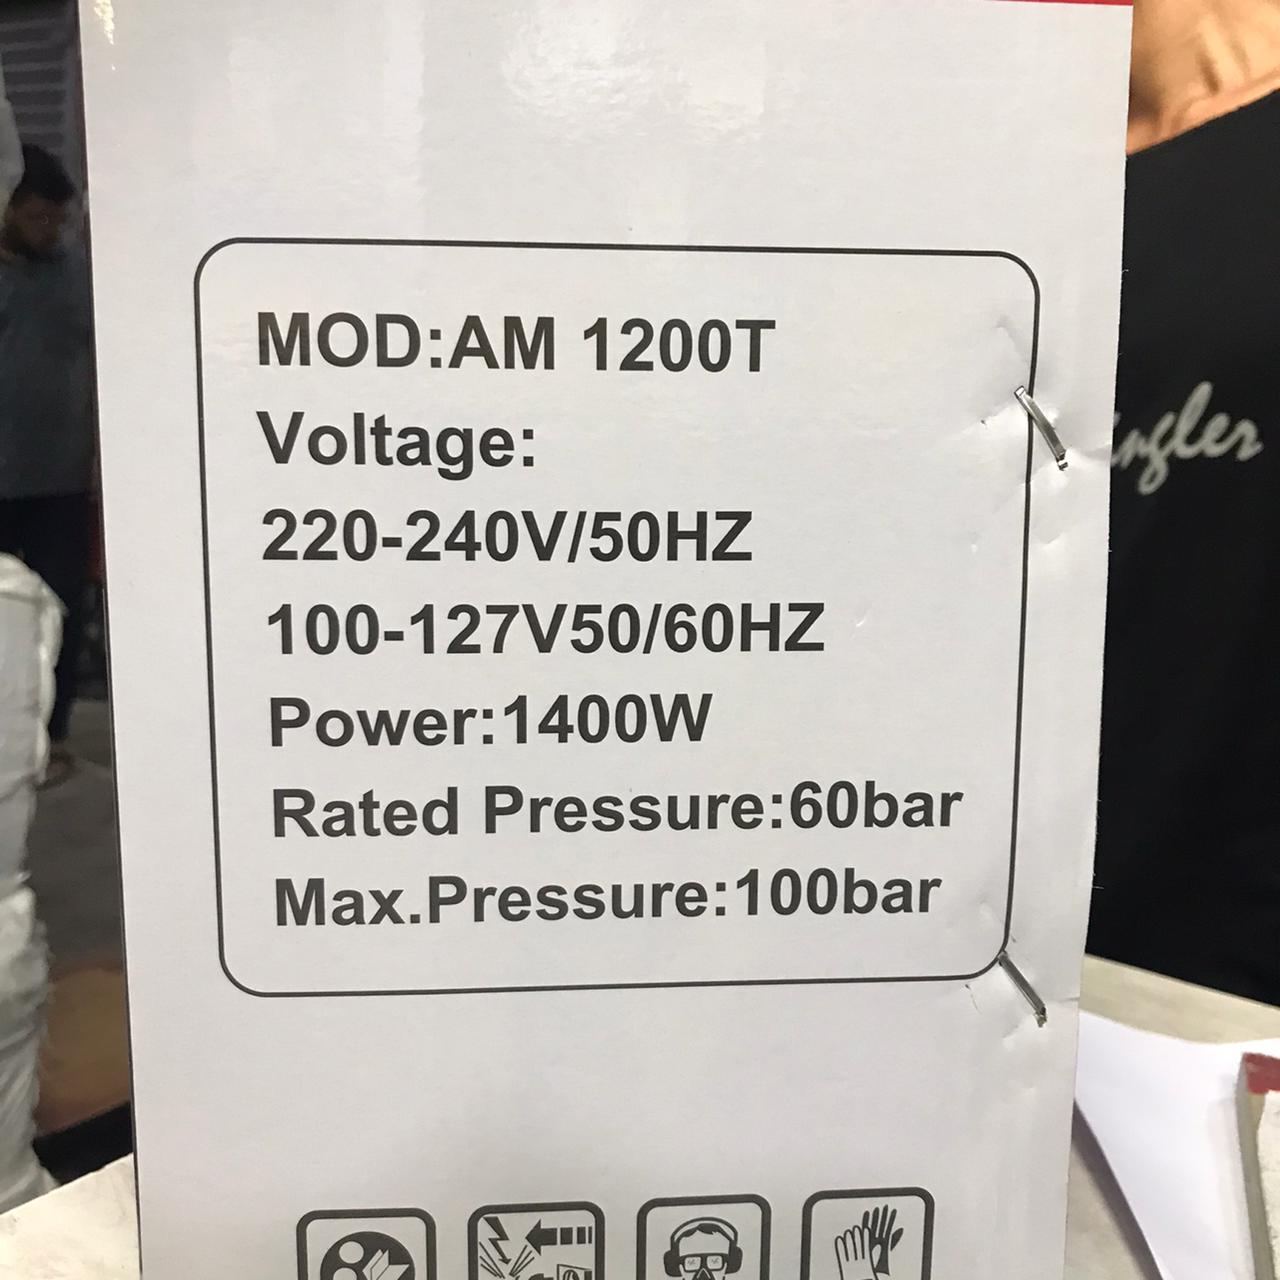 MOD:AM 1200T
Voltage:
220-240V/50HZ
100-127V50/60HZ
Power:1400W
Rated Pressure:60bar
Max.Pressure:100bar